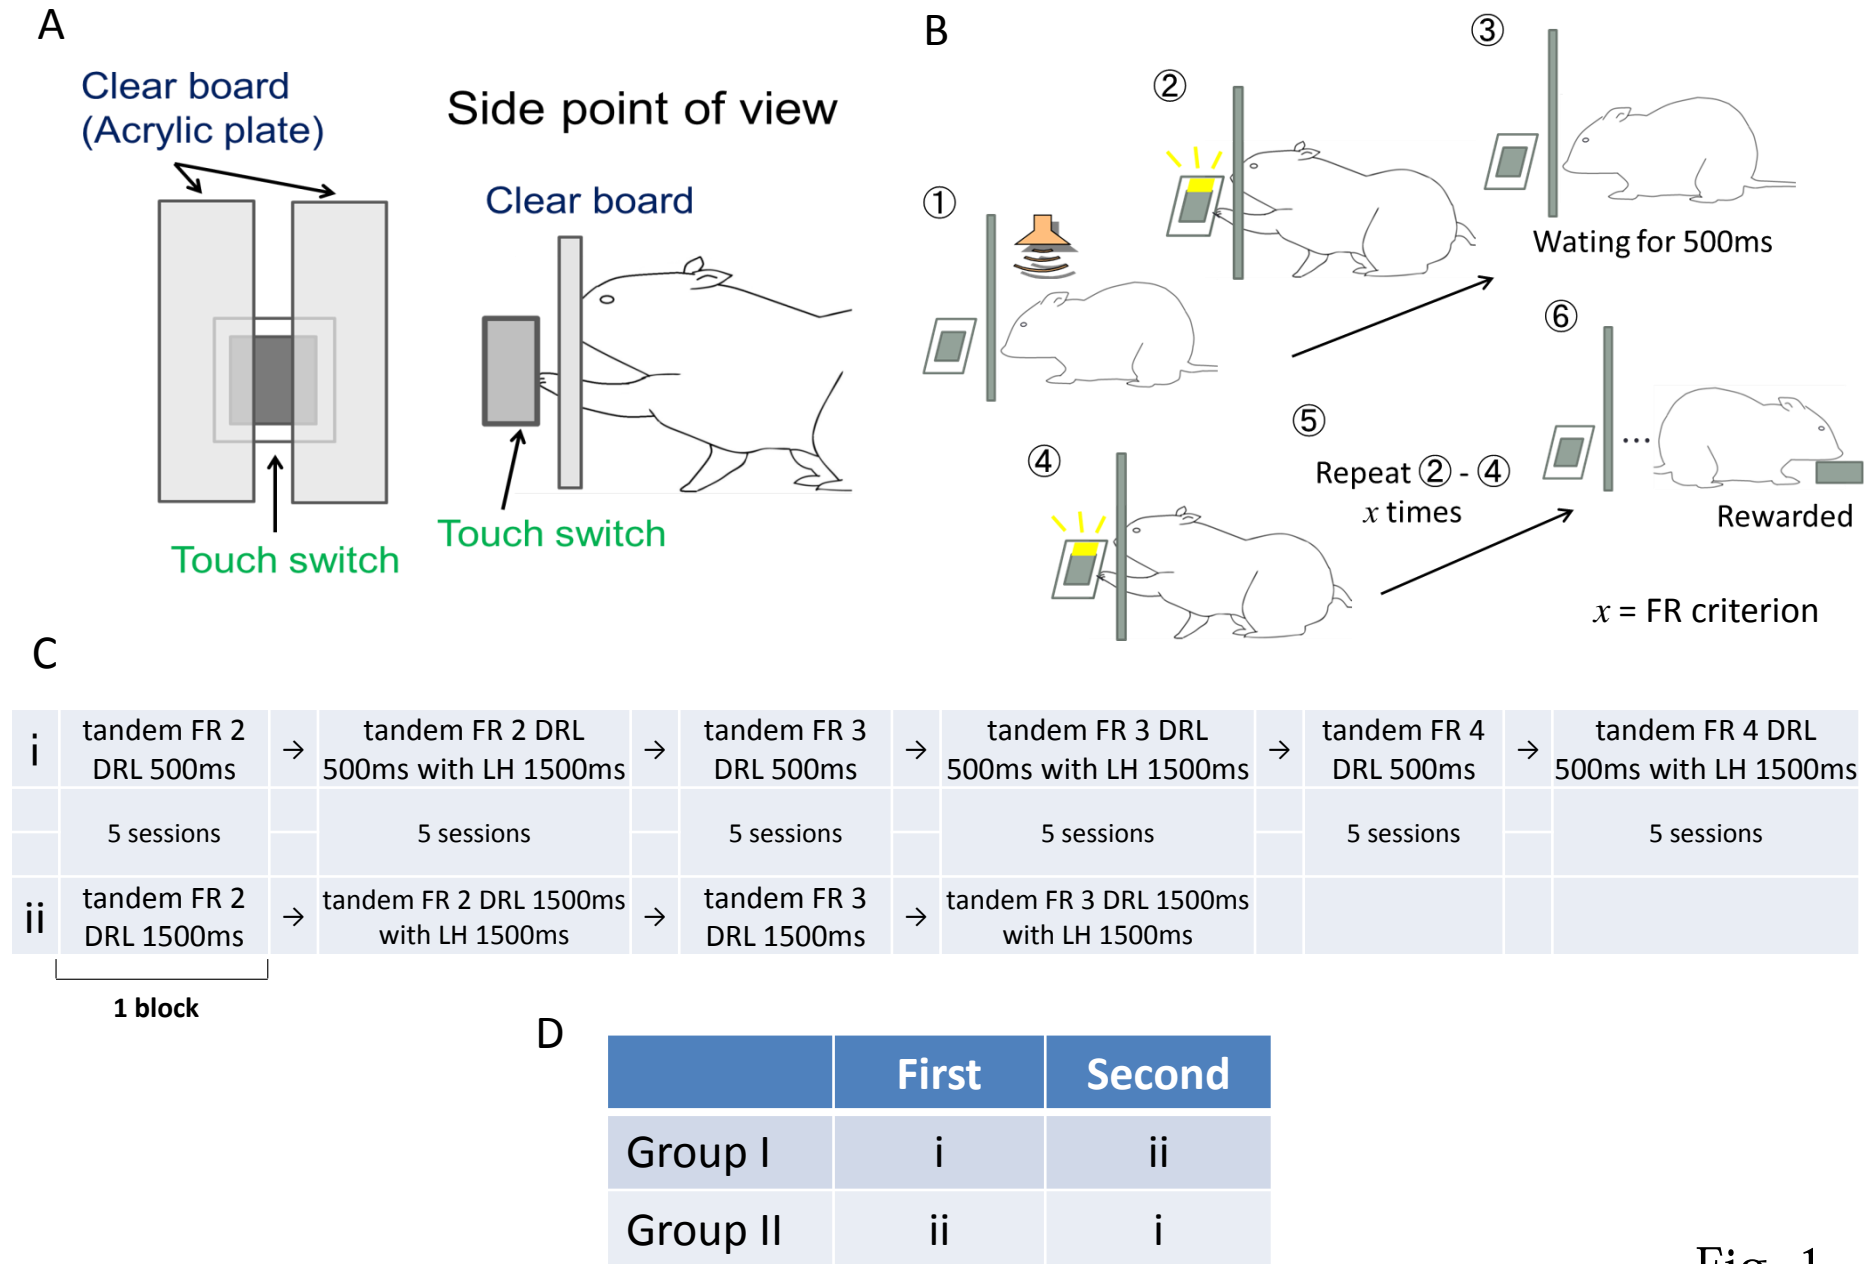 A
Clear board
(Acrylic plate)
Side point of view
Clear board
Touch switch
Touch switch
B
①
②
③
Wating for 500ms
④
⑤
Repeat ② - ④
x times
⑥
...
Rewarded
x = FR criterion
C
i
tandem FR 2
DRL 500ms
→
tandem FR 2 DRL
500ms with LH 1500ms
→
tandem FR 3
DRL 500ms
→
tandem FR 3 DRL
500ms with LH 1500ms
→
tandem FR 4
DRL 500ms
→
tandem FR 4 DRL
500ms with LH 1500ms
5 sessions
5 sessions
5 sessions
5 sessions
5 sessions
5 sessions
ii
tandem FR 2
DRL 1500ms
→
tandem FR 2 DRL 1500ms
with LH 1500ms
→
tandem FR 3
DRL 1500ms
→
tandem FR 3 DRL 1500ms
with LH 1500ms
1 block
D
First Second
Group I i ii
Group II ii i
Fig. 1